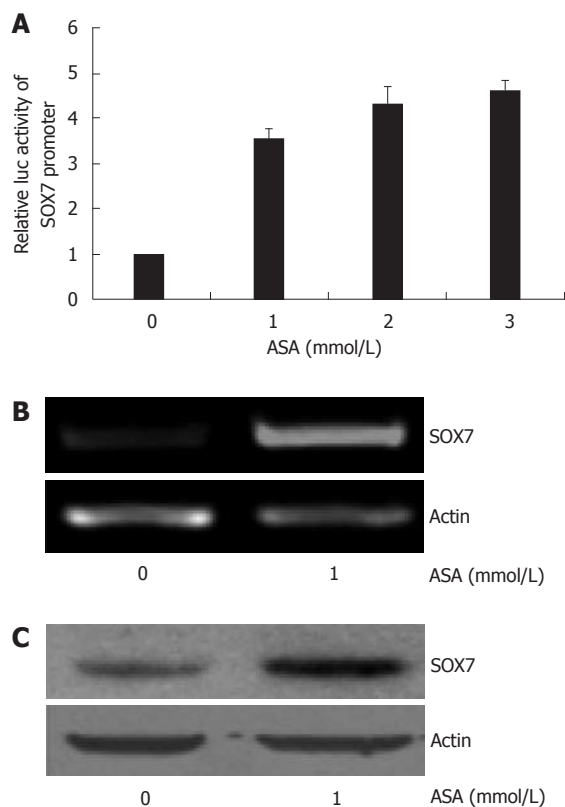 A
Relative luc activity of
SOX7 promoter
6
5
4
3
2
1
0
0 1 2 3
ASA (mmol/L)
B
SOX7
Actin
0 1 ASA (mmol/L)
C
SOX7
Actin
0 1 ASA (mmol/L)